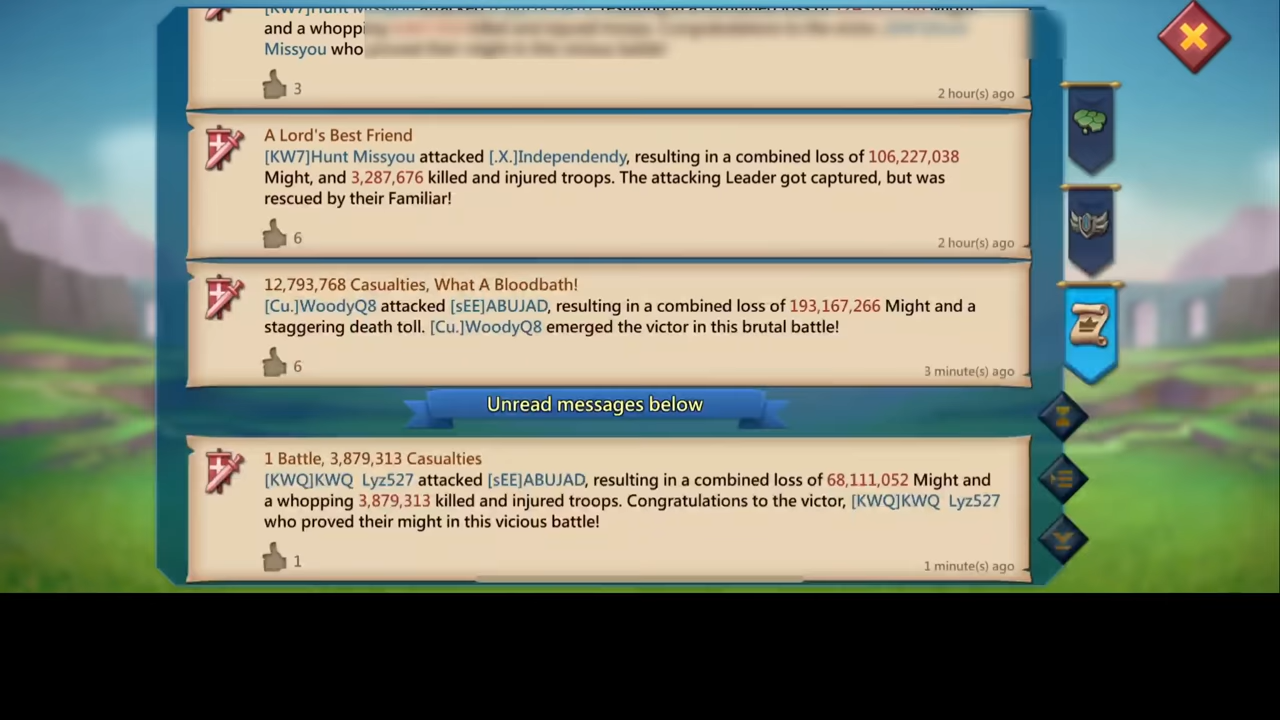 [KW7]Hunt Missyou attacked
and a whopp
Missyou who
3
2 hour(s) ago
A Lord's Best Friend
[KW7]Hunt Missyou attacked [.X.]Independendy, resulting in a combined loss of 106,227,038
Might, and 3,287,676 killed and injured troops. The attacking Leader got captured, but was
rescued by their Familiar!
6
2 hour(s) ago
12,793,768 Casualties, What A Bloodbath!
[Cu.]WoodyQ8 attacked [sEE]ABUJAD, resulting in a combined loss of 193,167,266 Might and a
staggering death toll. [Cu.]WoodyQ8 emerged the victor in this brutal battle!
6
3 minute(s) ago
Unread messages below
1 Battle, 3,879,313 Casualties
[KWQ]KWQ Lyz527 attacked [sEE]ABUJAD, resulting in a combined loss of 68,111,052 Might and
a whopping 3,879,313 killed and injured troops. Congratulations to the victor, [KWQ]KWQ Lyz527
who proved their might in this vicious battle!
1
1 minute(s) ago